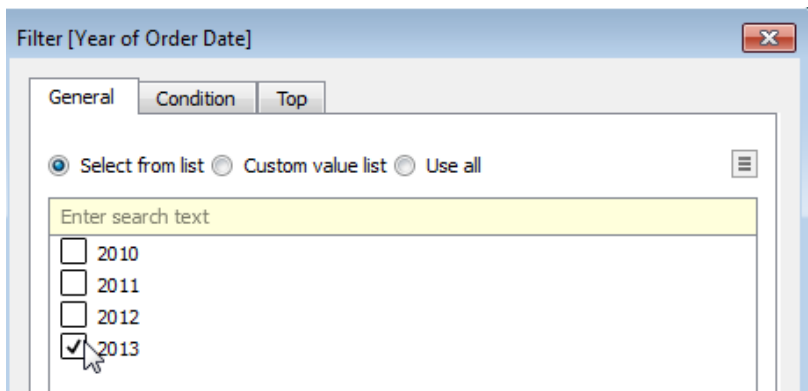 Filter [Year of Order Date]
General Condition Top
Select from list Custom value list Use all
Enter search text
2010
2011
2012
2013